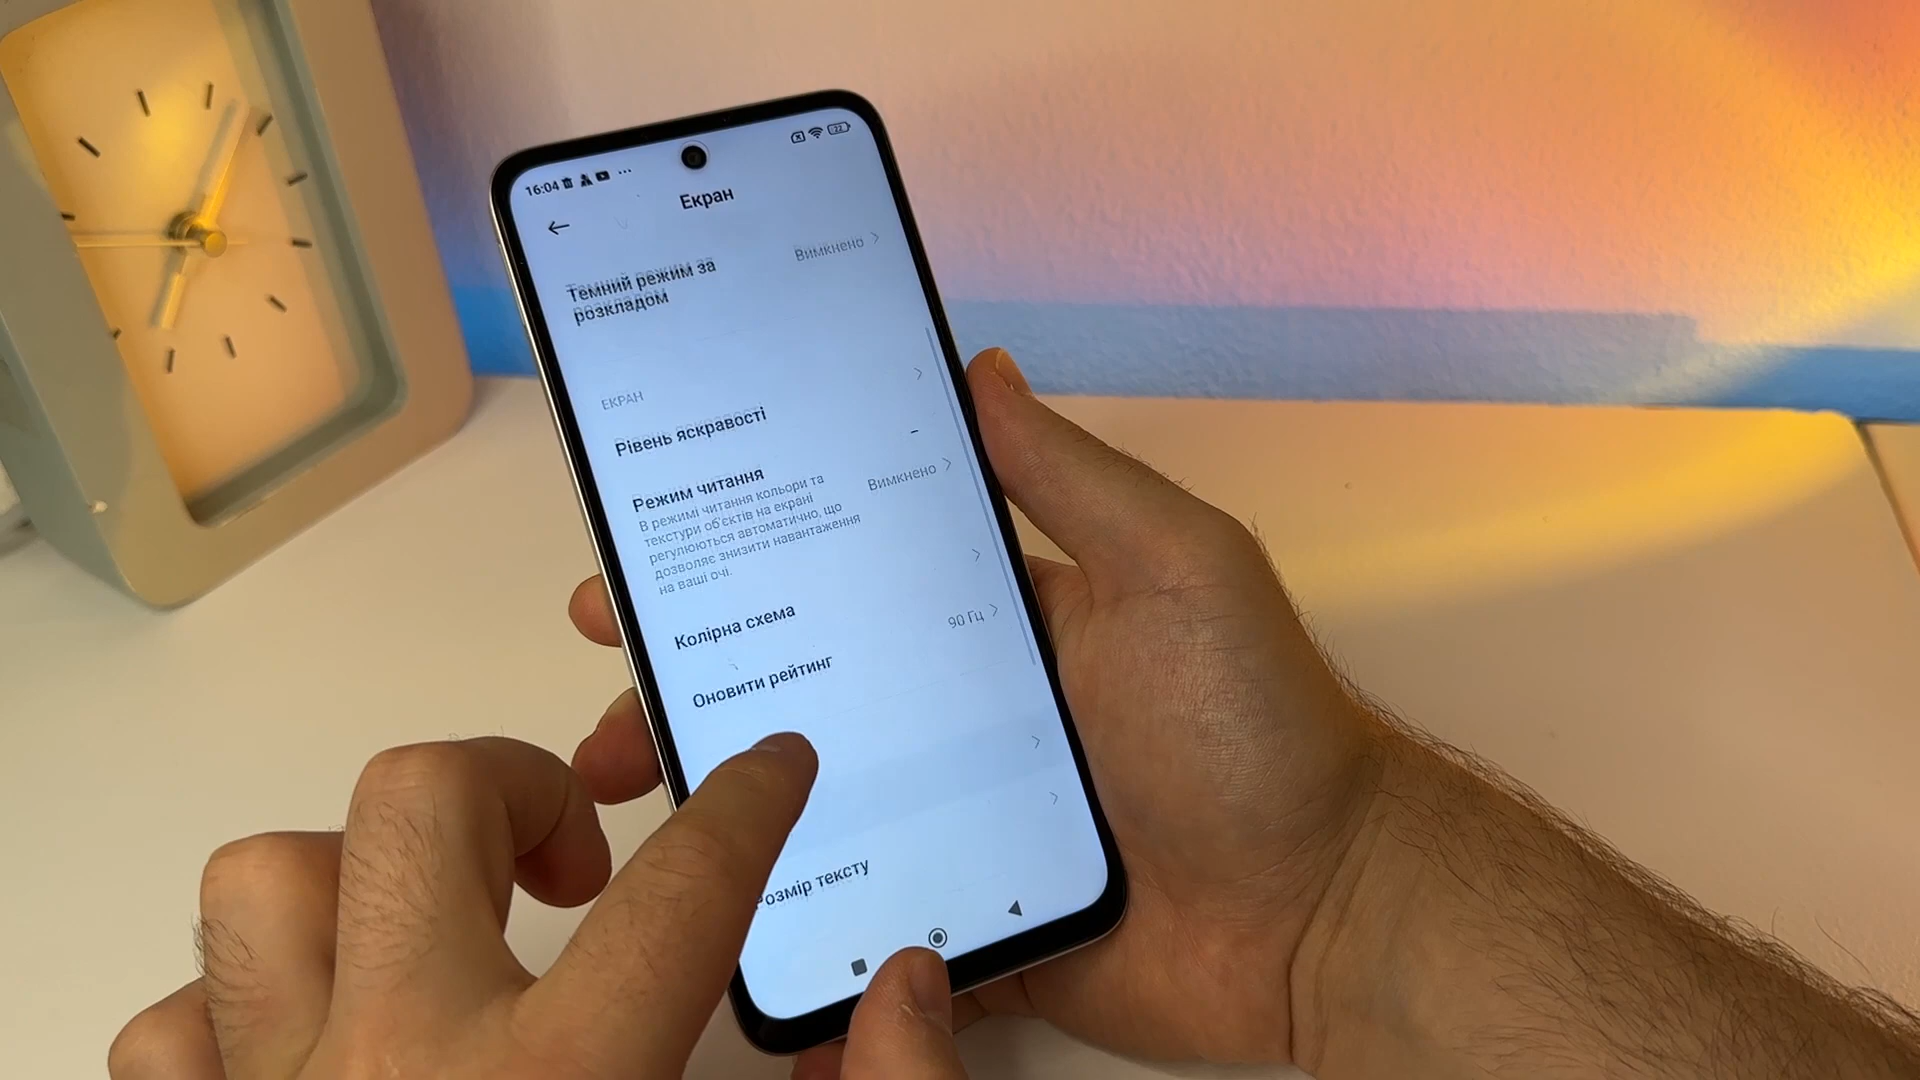 16:04
22
Екран
Темний режим за
розкладом
Вимкнено
ЕКРАН
Рівень яскравості
Режим читання
В режимі читання кольори та
текстури об'єктів на екрані
регулюються автоматично, що
дозволяє знизити навантаження
на ваші очі.
Вимкнено
Колірна схема
Оновити рейтинг
90 Гц
Розмір тексту